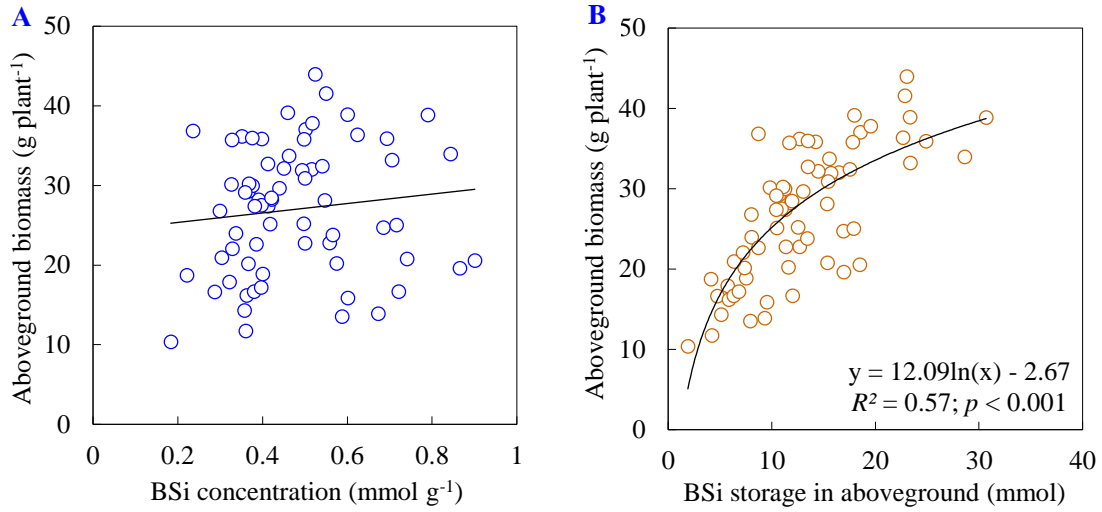 A
Aboveground biomass (g plant⁻¹)
50
40
30
20
10
0
0 0.2 0.4 0.6 0.8 1
BSi concentration (mmol g⁻¹)
B
Aboveground biomass (g plant⁻¹)
50
40
30
20
10
0
y = 12.09ln(x) - 2.67
R² = 0.57; p < 0.001
0 10 20 30 40
BSi storage in aboveground (mmol)